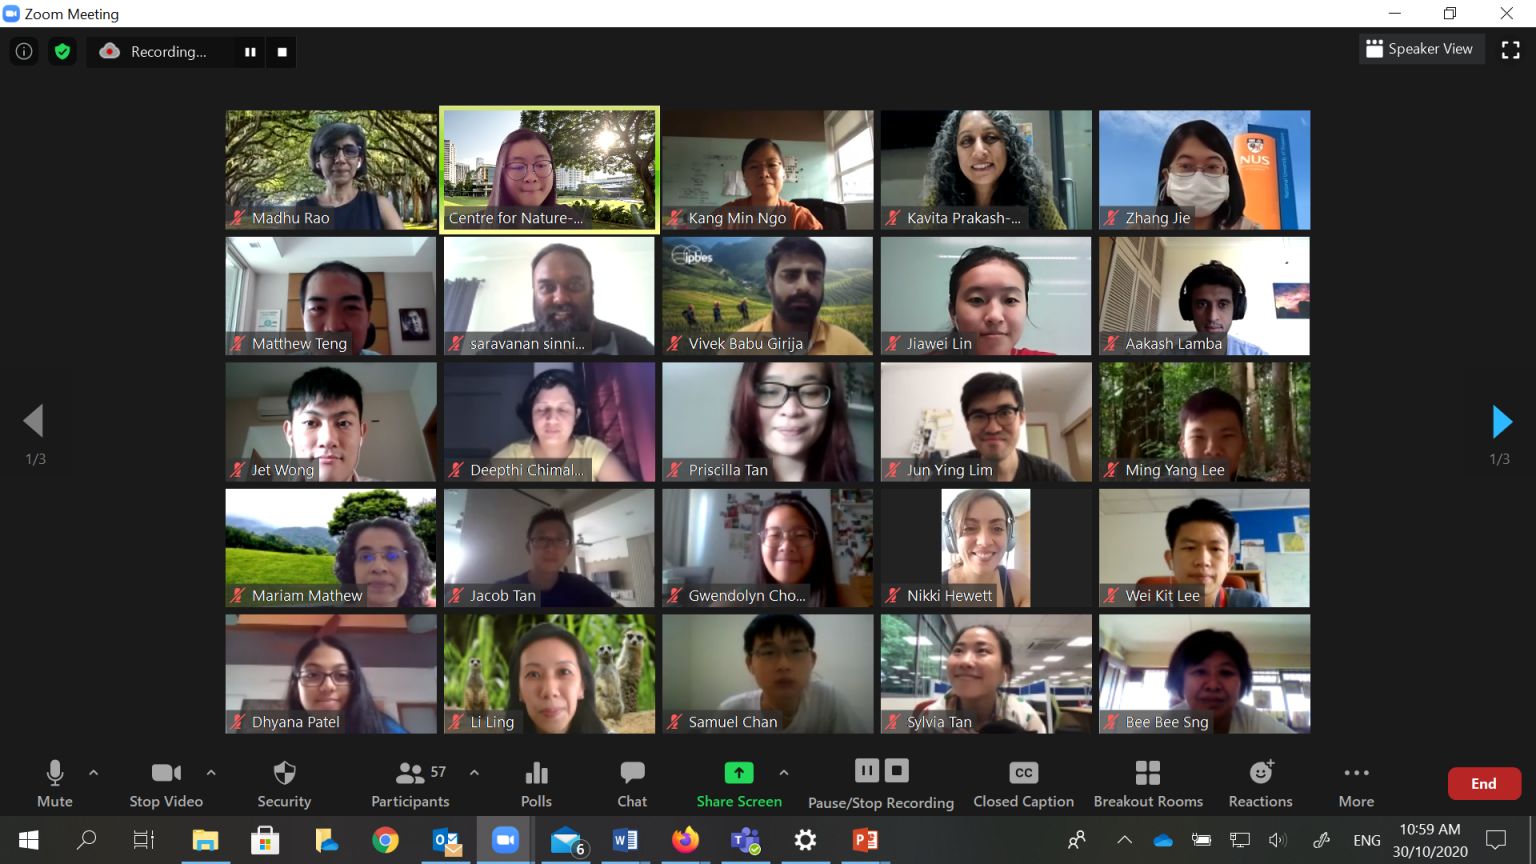 Zoom Meeting
Recording...
Speaker View
Madhu Rao
Centre for Nature-...
Kang Min Ngo
Kavita Prakash-...
NUS
Zhang Jie
Matthew Teng
saravanan sinni...
ipbes
Vivek Babu Girija
Jiawei Lin
Aakash Lamba
Jet Wong
Deepthi Chimal...
Priscilla Tan
Jun Ying Lim
Ming Yang Lee
1/3
1/3
Mariam Mathew
Jacob Tan
Gwendolyn Cho...
Nikki Hewett
Wei Kit Lee
Dhyana Patel
Li Ling
Samuel Chan
Sylvia Tan
Bee Bee Sng
57
CC
Mute
Stop Video
Security
Participants
Polls
Chat
Share Screen
Pause/Stop Recording
Closed Caption
Breakout Rooms
Reactions
More
End
6
ENG
10:59 AM
30/10/2020